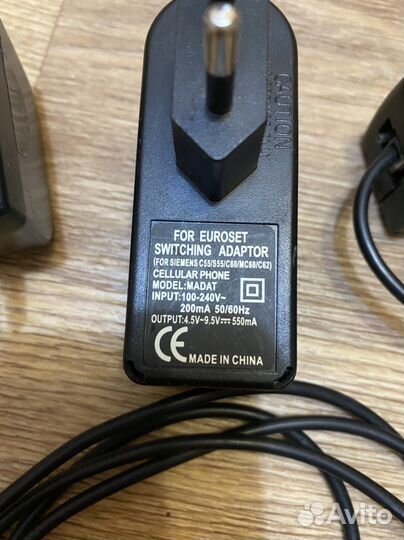 CAUTION
FOR EUROSET
SWITCHING ADAPTOR
(FOR SIEMENS C55/S55/C60/MC60/C62)
CELLULAR PHONE
MODEL:MADAT
INPUT:100-240V~
200mA 50/60Hz
OUTPUT:4.5V~9.5V⎓550mA
CE MADE IN CHINA
Avito